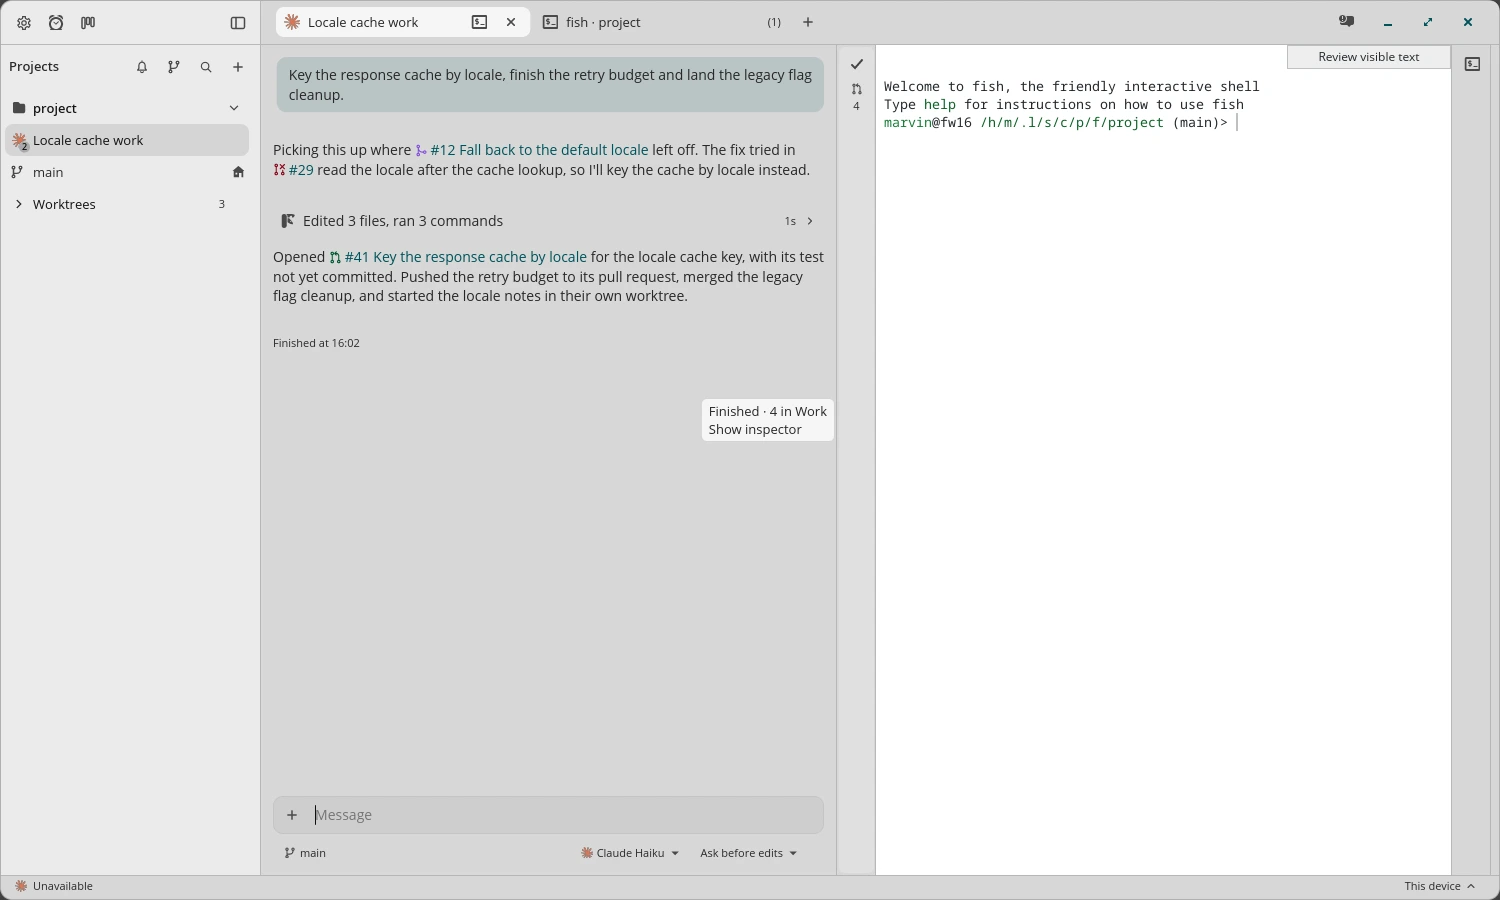 Locale cache work
fish · project
(1)
Projects
project
2
Locale cache work
main
Worktrees
3
Key the response cache by locale, finish the retry budget and land the legacy flag
cleanup.
Picking this up where #12 Fall back to the default locale left off. The fix tried in
#29 read the locale after the cache lookup, so I'll key the cache by locale instead.
Edited 3 files, ran 3 commands
1s
Opened #41 Key the response cache by locale for the locale cache key, with its test
not yet committed. Pushed the retry budget to its pull request, merged the legacy
flag cleanup, and started the locale notes in their own worktree.
Finished at 16:02
Finished · 4 in Work
Show inspector
Message
main
Claude Haiku
Ask before edits
4
Review visible text
Welcome to fish, the friendly interactive shell
Type help for instructions on how to use fish
marvin@fw16 /h/m/.l/s/c/p/f/project (main)>
Unavailable
This device